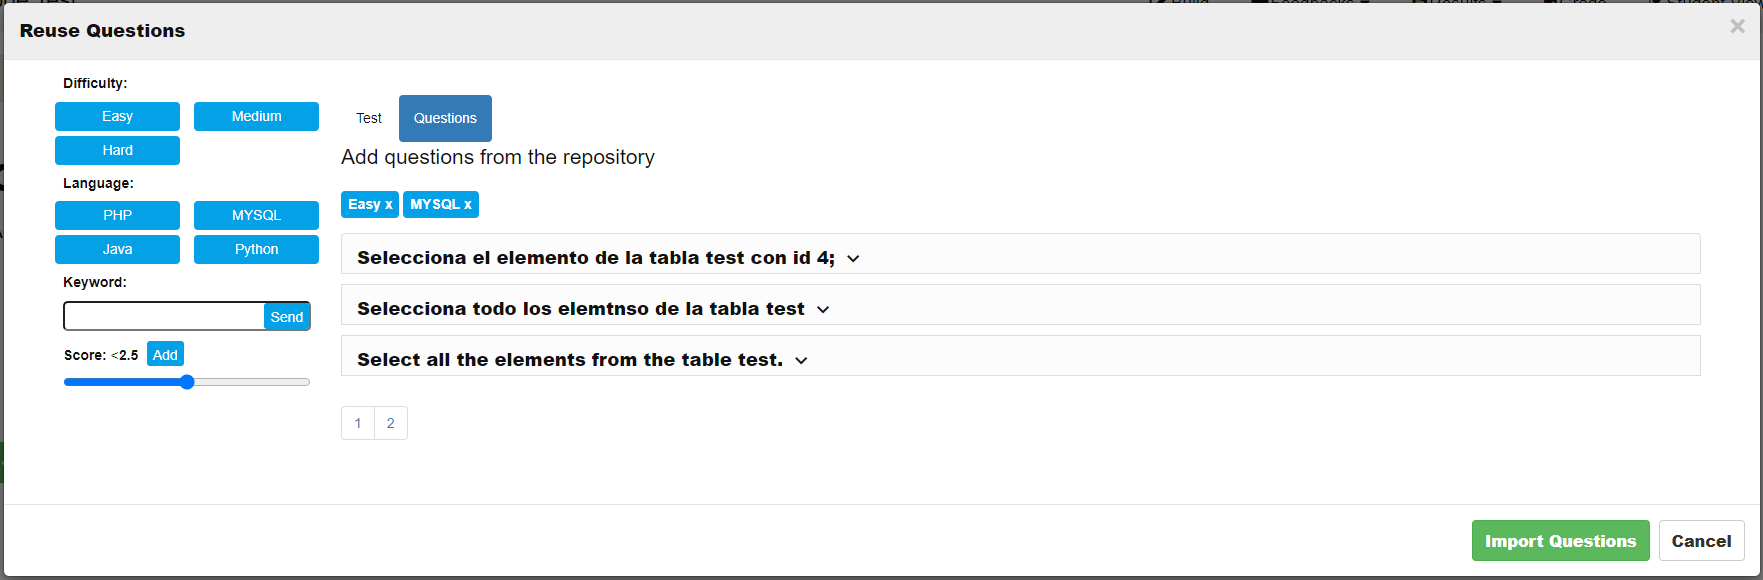 Reuse Questions
×
Difficulty:
Easy Medium
Hard
Language:
PHP MYSQL
Java Python
Keyword:
Send
Score: <2.5 Add
Test Questions
Add questions from the repository
Easy x MYSQL x
Selecciona el elemento de la tabla test con id 4;
Selecciona todo los elemtnso de la tabla test
Select all the elements from the table test.
1 2
Import Questions Cancel